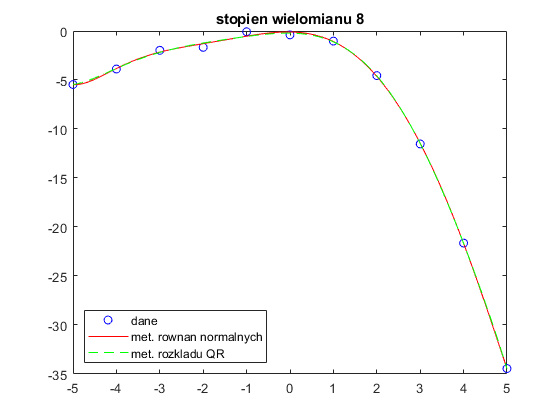 stopien wielomianu 8
0
-5
-10
-15
-20
-25
-30
-35
dane
met. rownan normalnych
met. rozkladu QR
-5 -4 -3 -2 -1 0 1 2 3 4 5